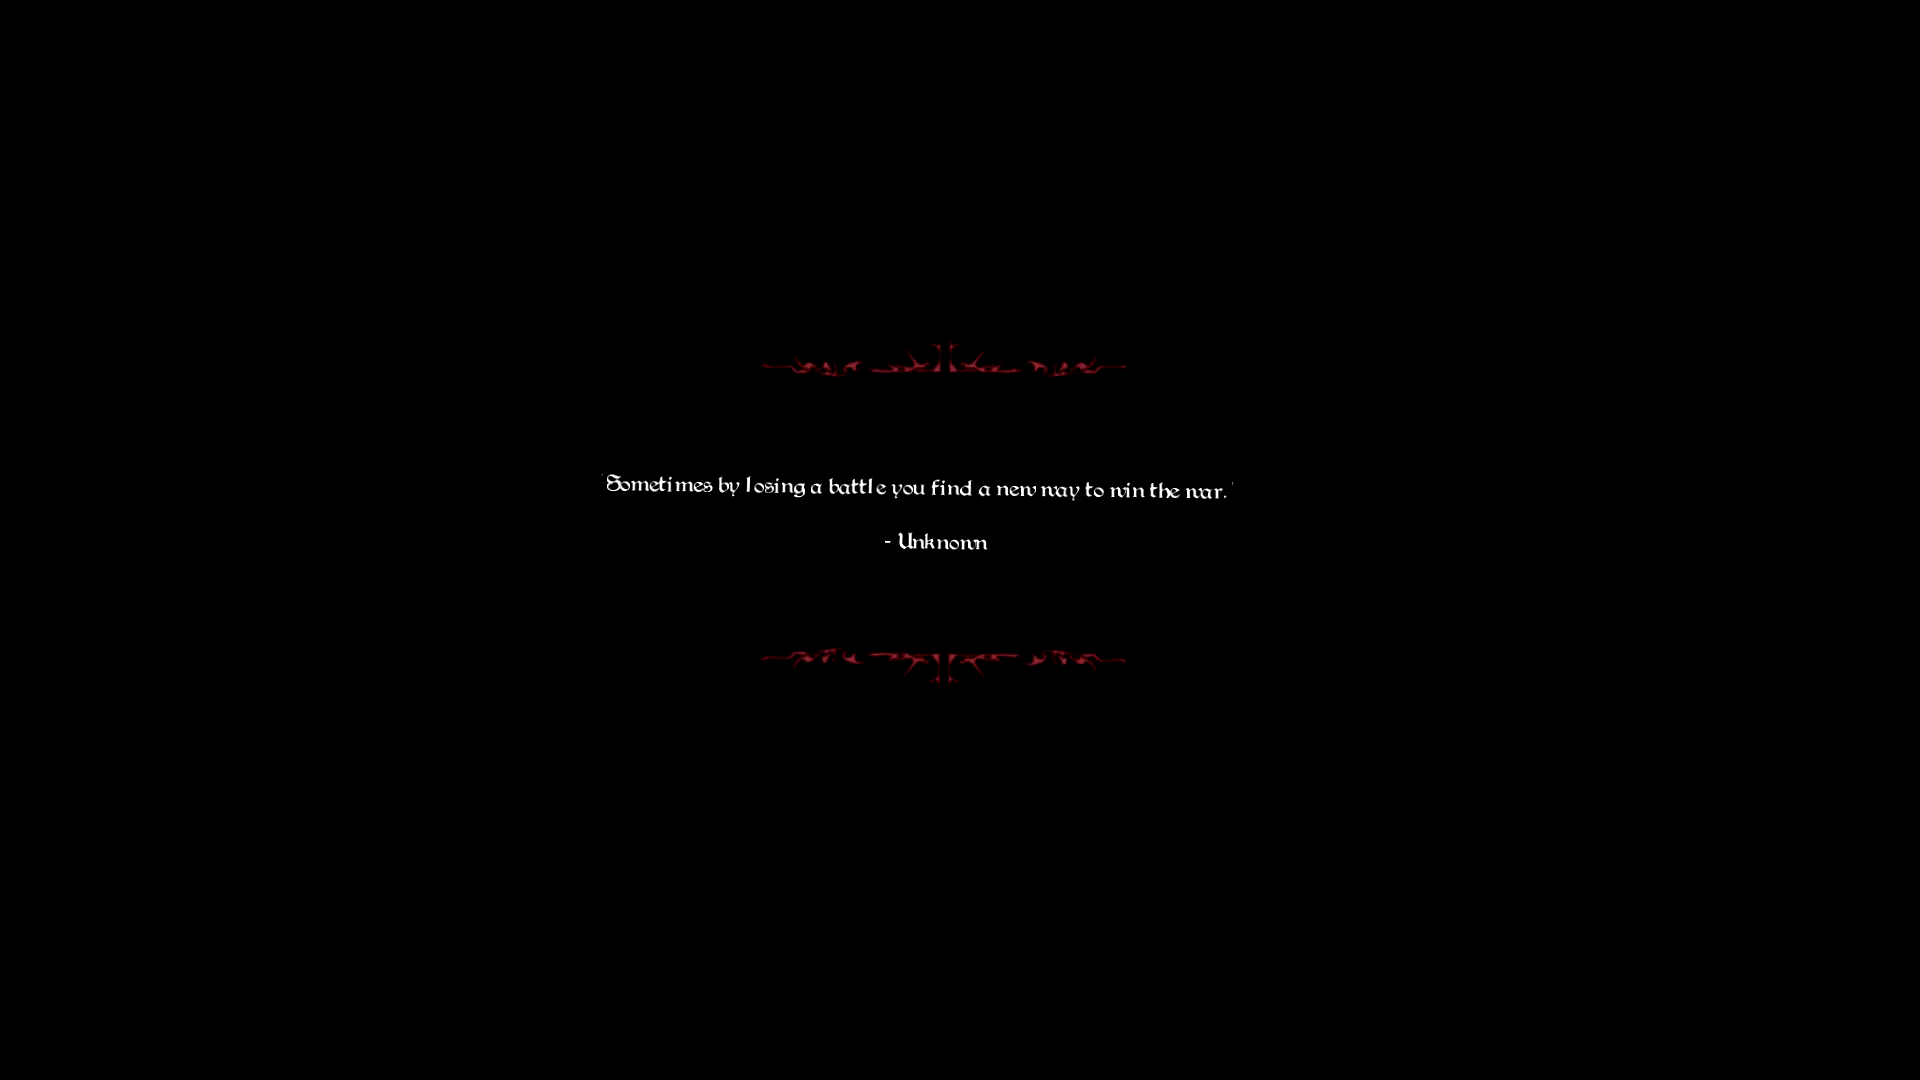 'Sometimes by losing a battle you find a new way to win the war.'
- Unknown